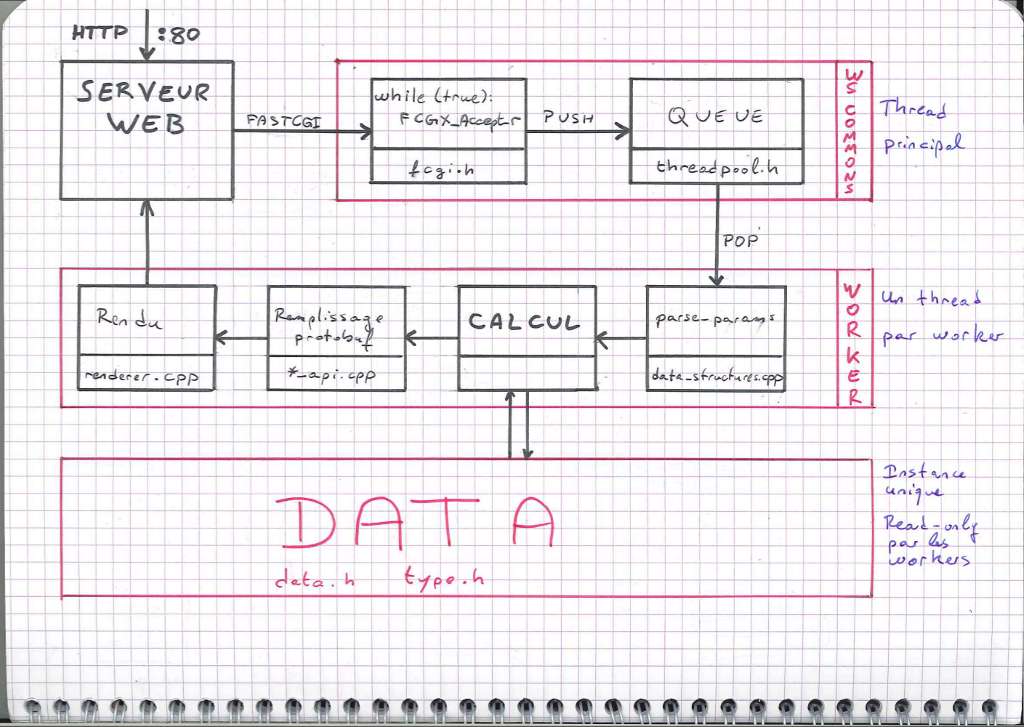 HTTP :80
SERVEUR
WEB
FASTCGI
while (true):
FCGX_Accept_r
fcgi.h
PUSH
QUEUE
threadpool.h
WS COMMONS
Thread
principal
POP
Rendu
renderer.cpp
Remplissage
protobuf
*_api.cpp
CALCUL
parse-params
data_structures.cpp
WORKER
Un thread
par worker
DATA
data.h type.h
Instance
unique
Read-only
par les
workers